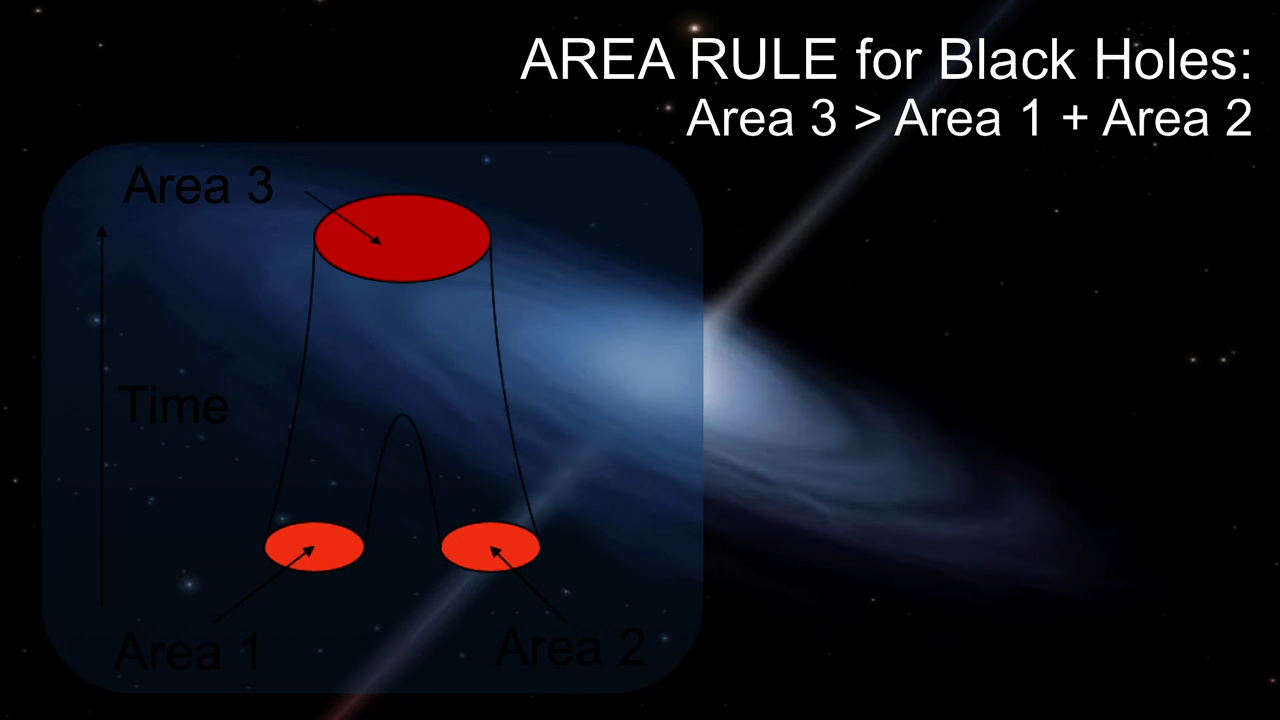 AREA RULE for Black Holes:
Area 3 > Area 1 + Area 2
Area 3
Time
Area 1
Area 2